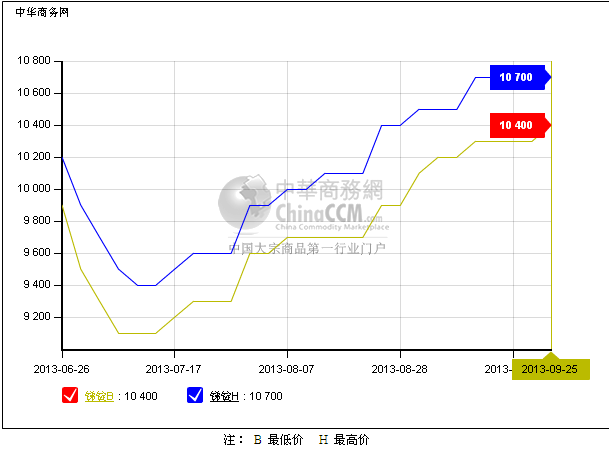 中华商务网
10 800
10 600
10 400
10 200
10 000
9 800
9 600
9 400
9 200
10 700
10 400
中華商務網
ChinaCCM.com
China Commodity Marketplace
中国大宗商品第一行业门户
2013-06-26
2013-07-17
2013-08-07
2013-08-28
2013-09-25
锑锭B : 10 400
锑锭H : 10 700
注： B 最低价 H 最高价